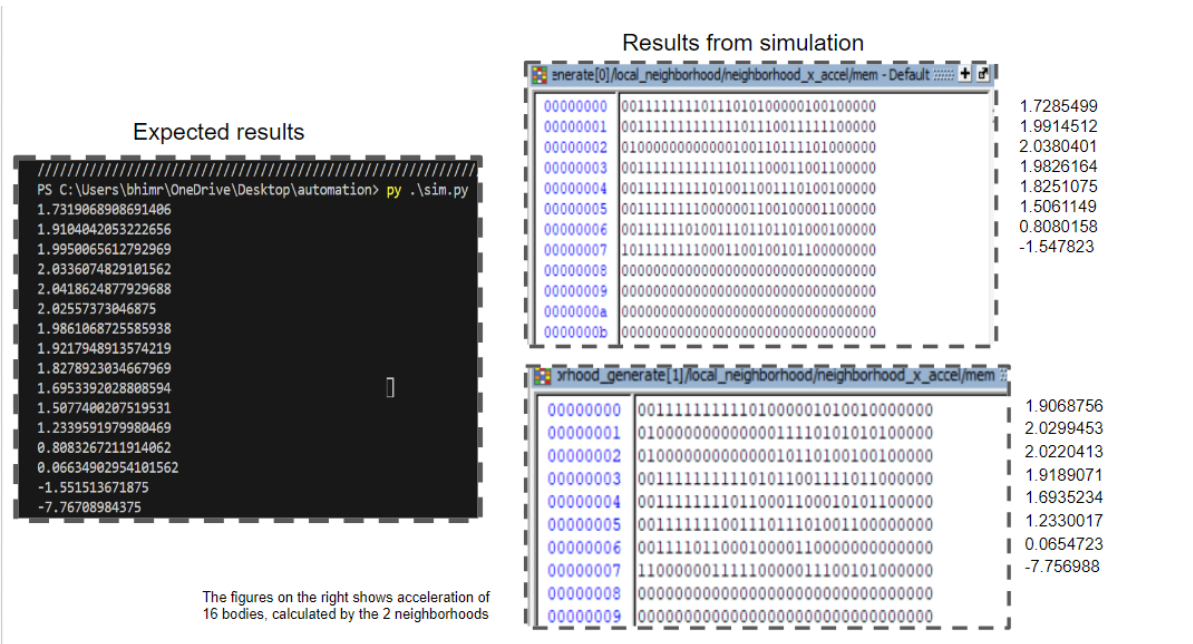 Results from simulation
enerate[0]/local_neighborhood/neighborhood_x_accel/mem - Default
00000000 00111111110111010100000100100000 1.7285499
00000001 00111111111111101110011111100000 1.9914512
00000002 01000000000000100110111101000000 2.0380401
00000003 00111111111111011100011001100000 1.9826164
00000004 00111111111010011001110100100000 1.8251075
00000005 00111111110000001100100001100000 1.5061149
00000006 00111111010011101101101000100000 0.8080158
00000007 -1.547823
00000008 00000000000000000000000000000000
00000009 00000000000000000000000000000000
0000000a 00000000000000000000000000000000
0000000b 00000000000000000000000000000000
Expected results
PS C:\Users\bhimr\OneDrive\Desktop\automation> py .\sim.py
1.7319068908691406
1.9104042053222656
1.9950065612792969
2.0336074829101562
2.0418624877929688
2.02557373046875
1.9861068725585938
1.9217948913574219
1.8278923034667969
1.6953392028808594
1.5077400207519531
1.2339591979980469
0.8083267211914062
0.06634902954101562
-1.551513671875
-7.76708984375
orhood_generate[1]/local_neighborhood/neighborhood_x_accel/mem
00000000 00111111111101000001010010000000 1.9068756
00000001 01000000000000011110101010100000 2.0299453
00000002 01000000000000010110100100100000 2.0220413
00000003 00111111111101011001111011000000 1.9189071
00000004 00111111110110001100010101100000 1.6935234
00000005 00111111100111011101001100000000 1.2330017
00000006 0.0654723
00000007 11000000111110000011100101000000 -7.756988
00000008 00000000000000000000000000000000
00000009 00000000000000000000000000000000
The figures on the right shows acceleration of
16 bodies, calculated by the 2 neighborhoods